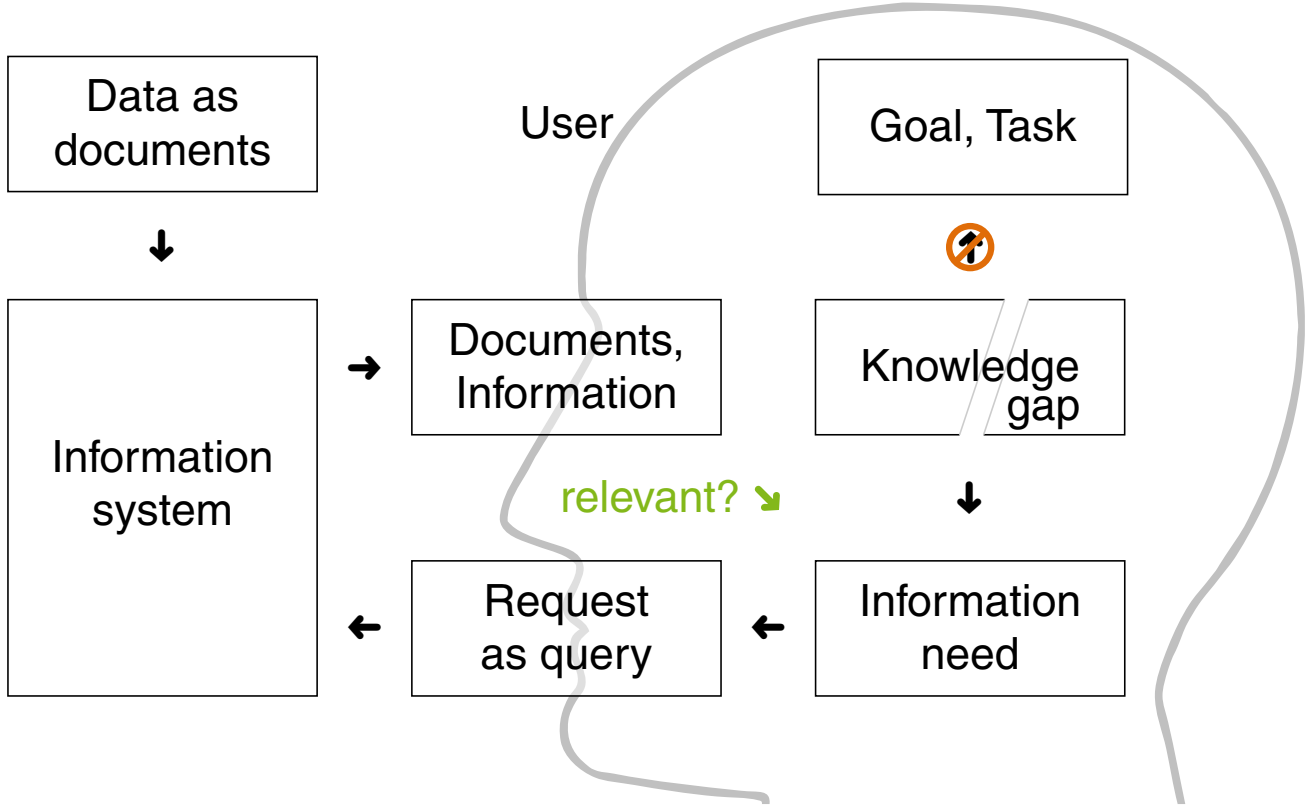 Data as
documents
User
Goal, Task
Documents,
Information
Knowledge
gap
Information
system
relevant?
Request
as query
Information
need